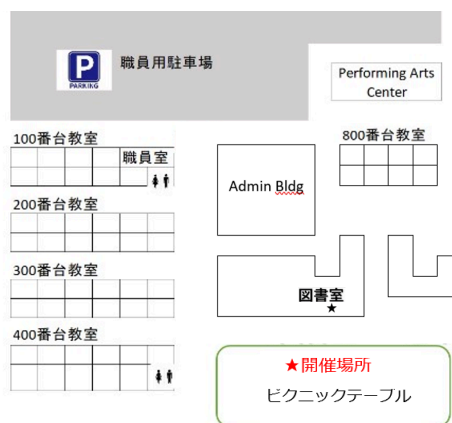 職員用駐車場
PARKING
Performing Arts
Center
100番台教室
職員室
800番台教室
Admin Bldg
200番台教室
300番台教室
図書室
★
400番台教室
★開催場所
ピクニックテーブル